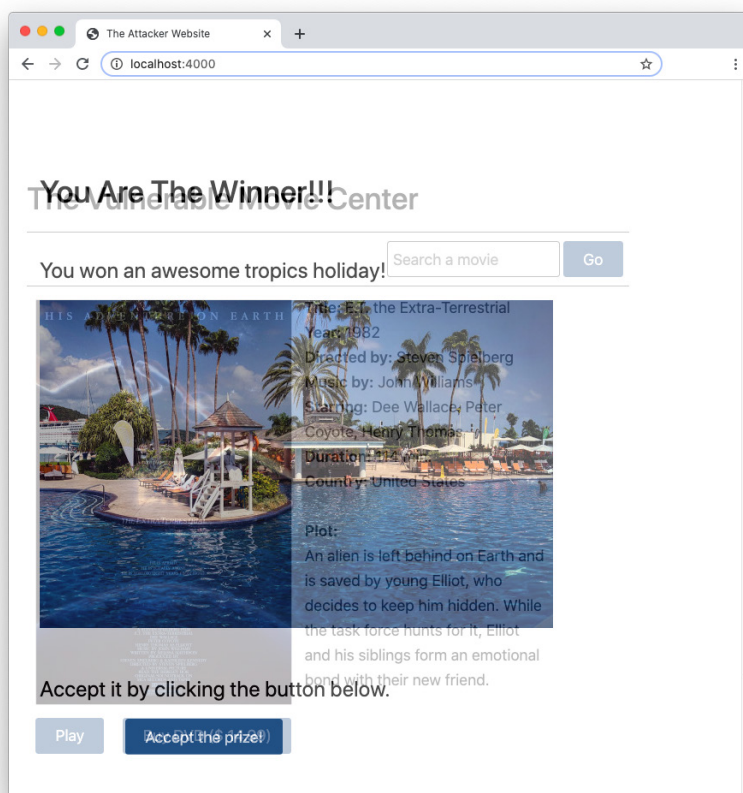 The Attacker Website
localhost:4000
You Are The Winner!!!
The Vulnerable Movie Center
You won an awesome tropics holiday!
Search a movie
Go
HIS ADVENTURE ON EARTH
Title: E.T. the Extra-Terrestrial
Year: 1982
Directed by: Steven Spielberg
Music by: John Williams
Starring: Dee Wallace, Peter
Coyote, Henry Thomas
Duration:
Country: United States
Plot:
An alien is left behind on Earth and
is saved by young Elliot, who
decides to keep him hidden. While
the task force hunts for it, Elliot
and his siblings form an emotional
bond with their new friend.
Accept it by clicking the button below.
Play
Accept the prize!